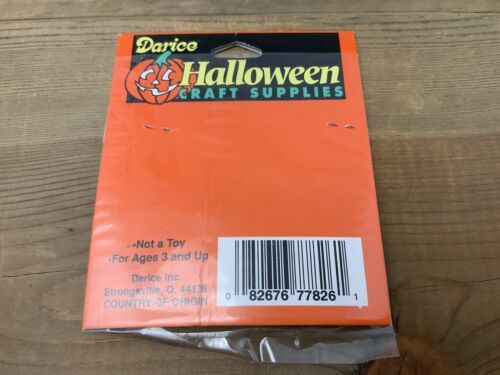 Darice
Halloween
CRAFT SUPPLIES
•Not a Toy
•For Ages 3 and Up
Darice Inc.
Strongsville, O. 44136
COUNTRY OF ORIGIN
0 82676 77826 1